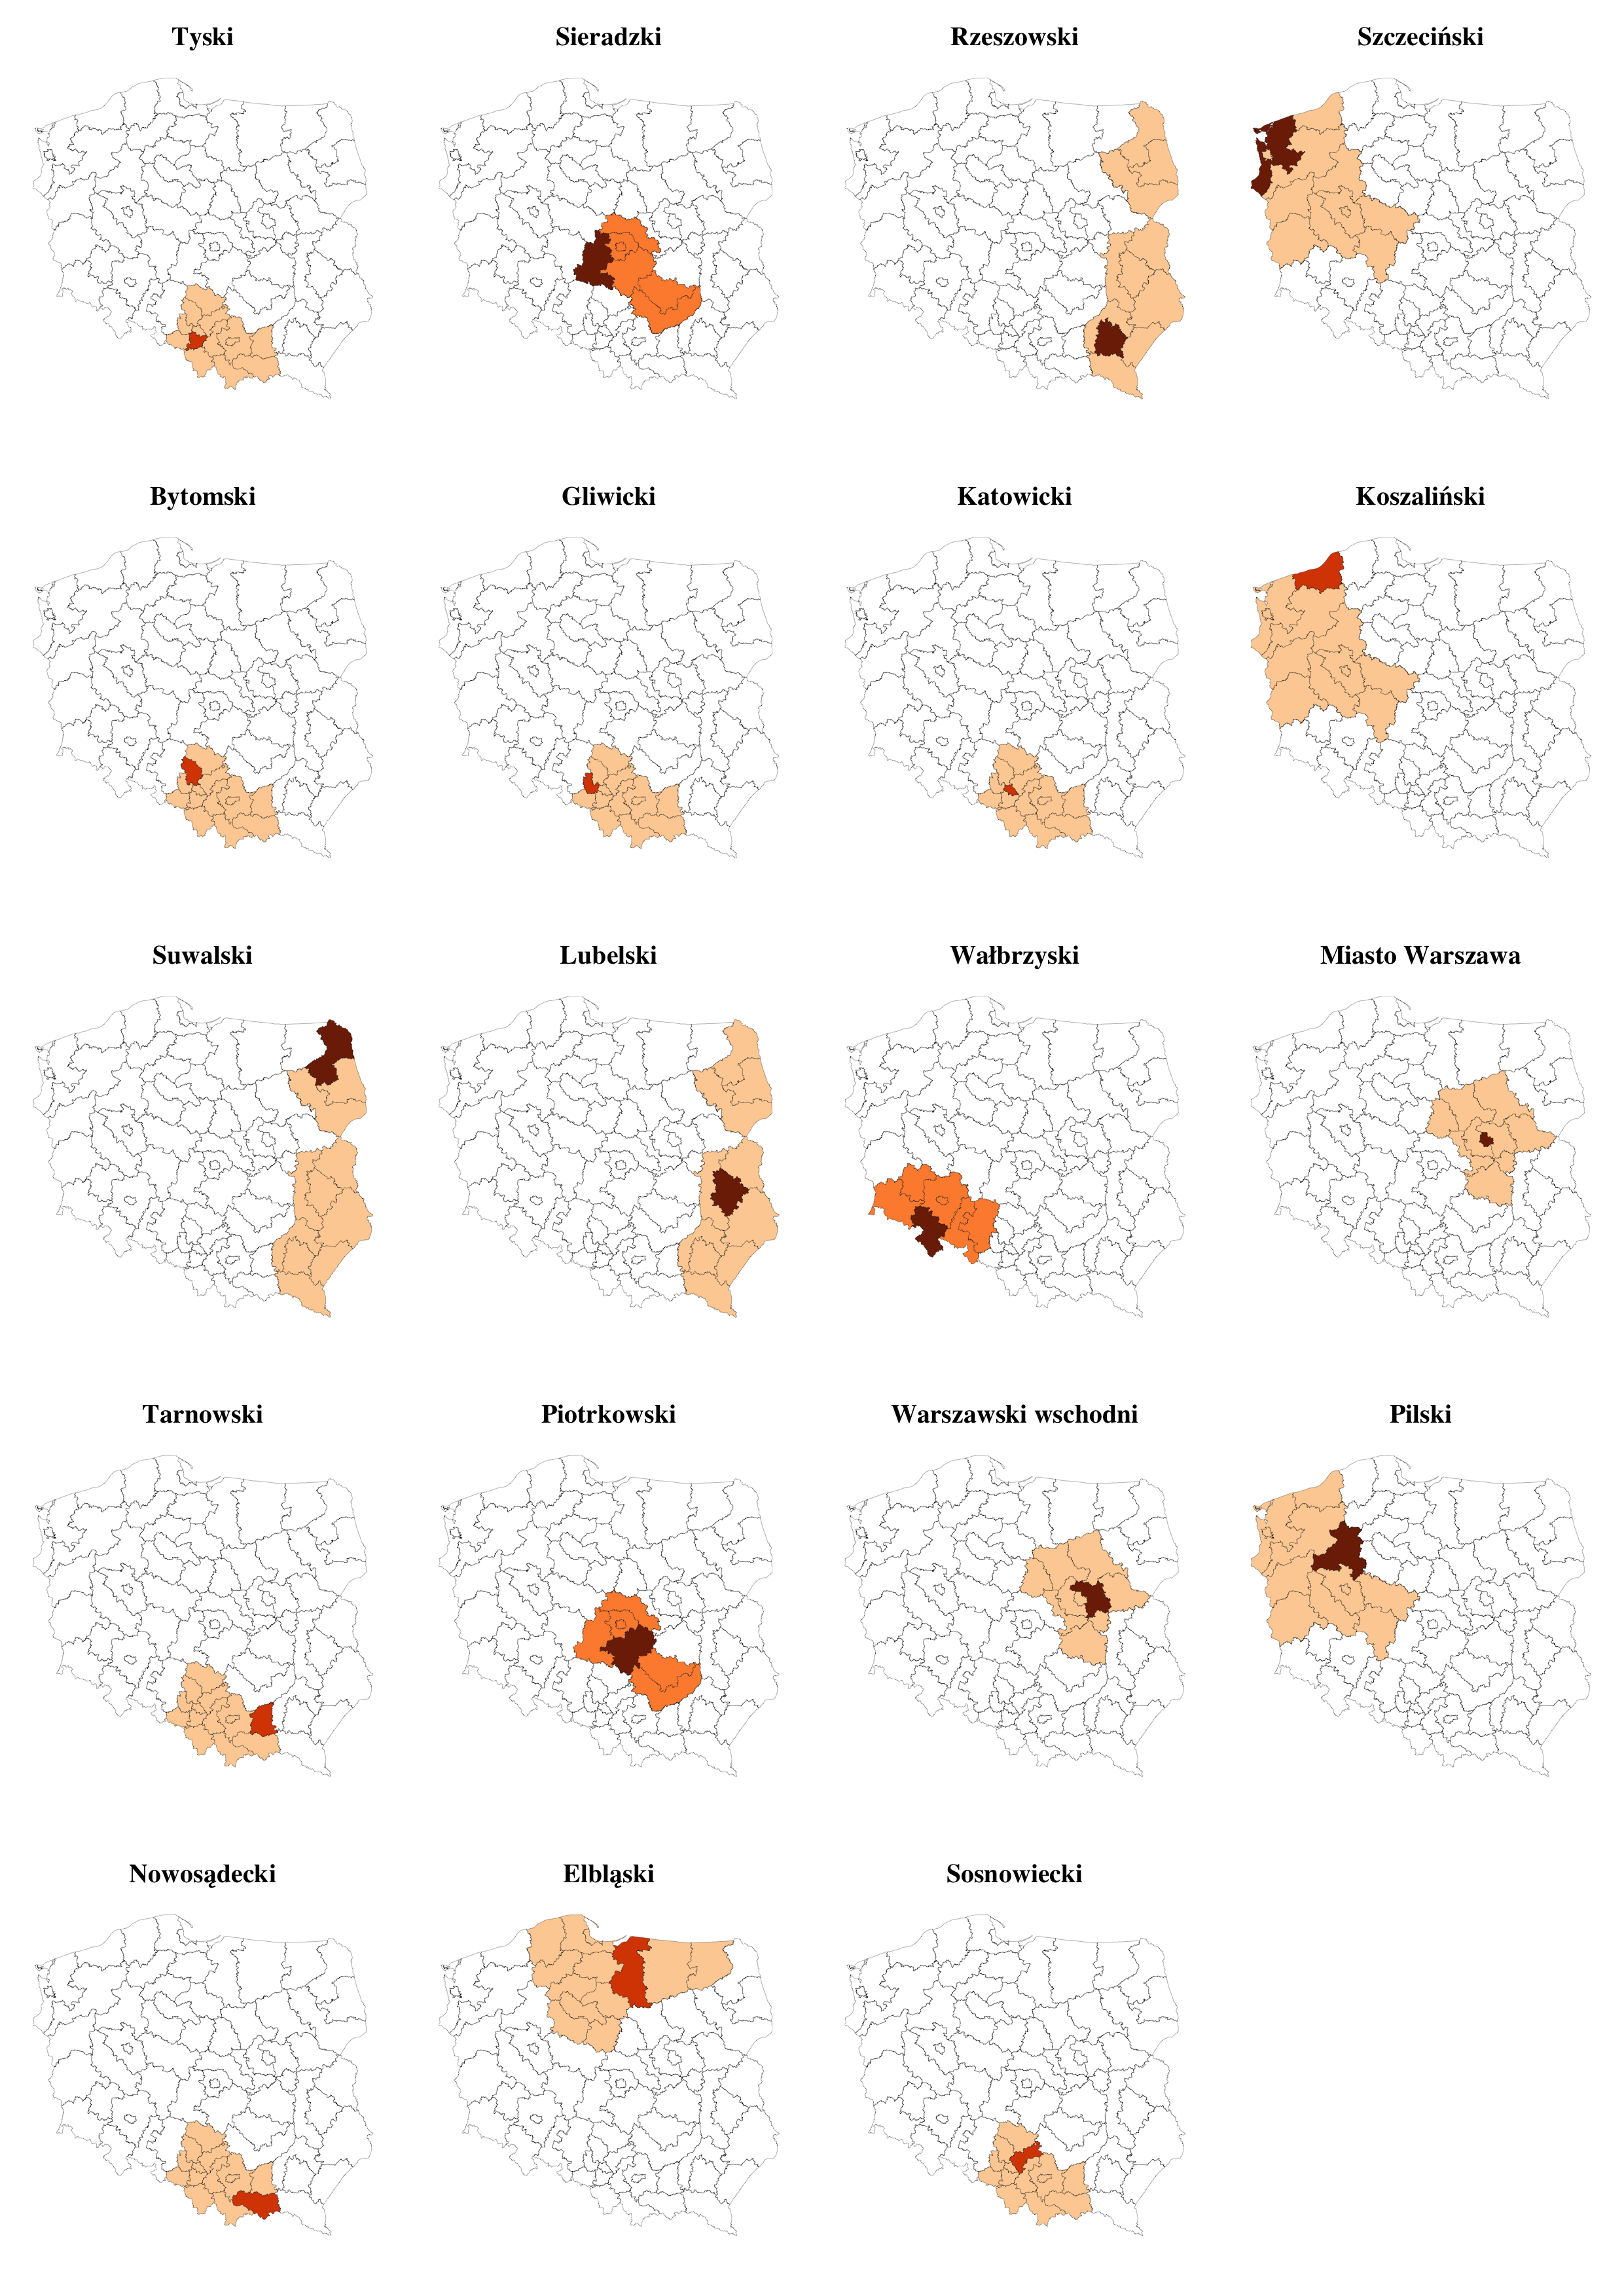 Tyski
Sieradzki
Rzeszowski
Szczeciński
Bytomski
Gliwicki
Katowicki
Koszaliński
Suwalski
Lubelski
Wałbrzyski
Miasto Warszawa
Tarnowski
Piotrkowski
Warszawski wschodni
Pilski
Nowosądecki
Elbląski
Sosnowiecki